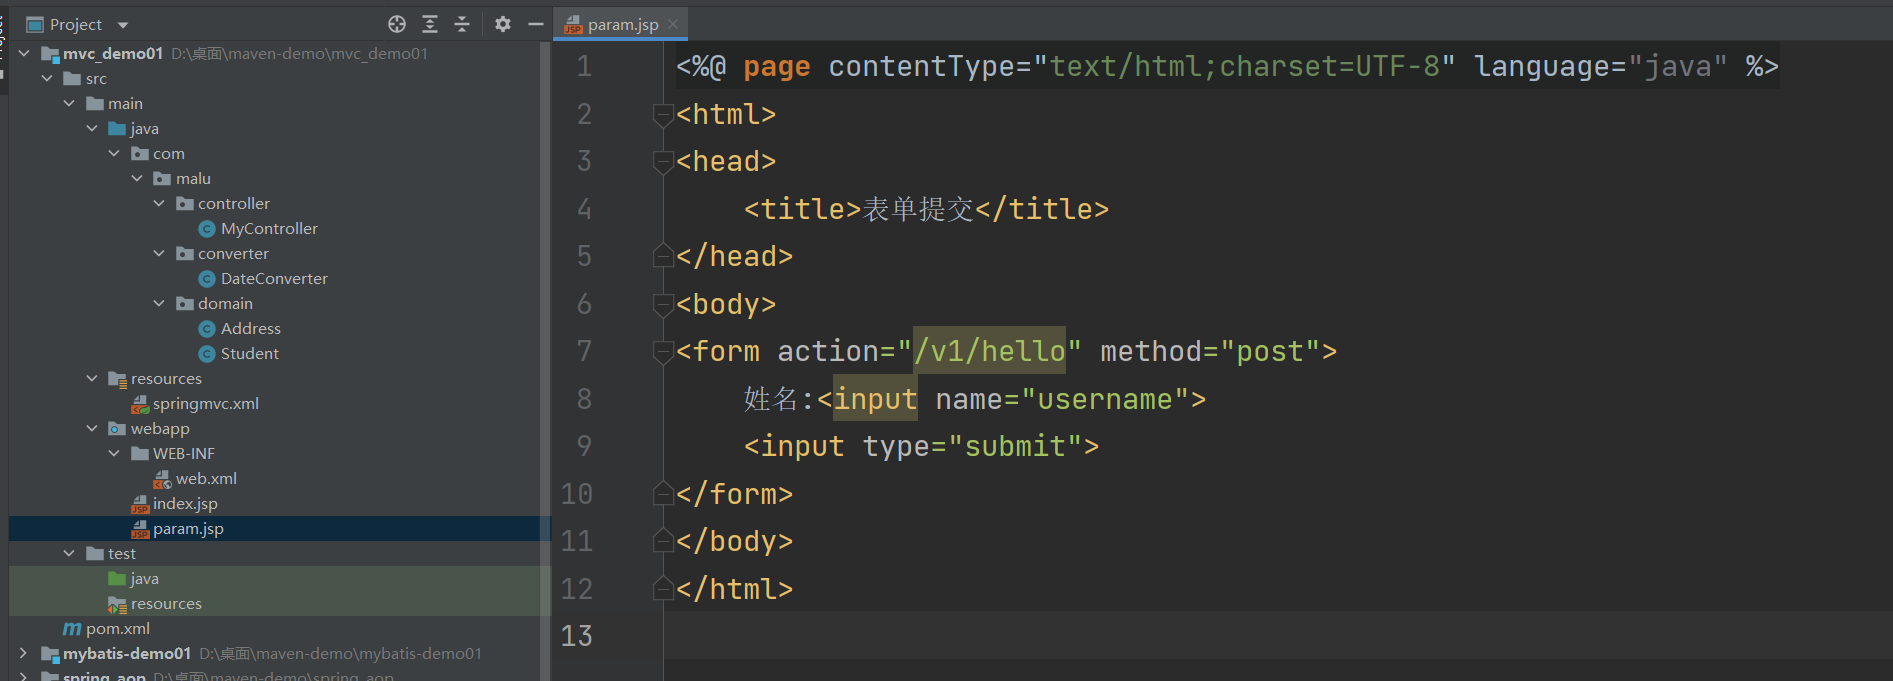 Project
param.jsp
mvc_demo01 D:\桌面\maven-demo\mvc_demo01
src
main
java
com
malu
controller
MyController
converter
DateConverter
domain
Address
Student
resources
springmvc.xml
webapp
WEB-INF
web.xml
index.jsp
param.jsp
test
java
resources
pom.xml
mybatis-demo01 D:\桌面\maven-demo\mybatis-demo01
spring_aop D:\桌面\maven-demo\spring_aop
1 <%@ page contentType="text/html;charset=UTF-8" language="java" %>
2 <html>
3 <head>
4 <title>表单提交</title>
5 </head>
6 <body>
7 <form action="/v1/hello" method="post">
8 姓名:<input name="username">
9 <input type="submit">
10 </form>
11 </body>
12 </html>
13